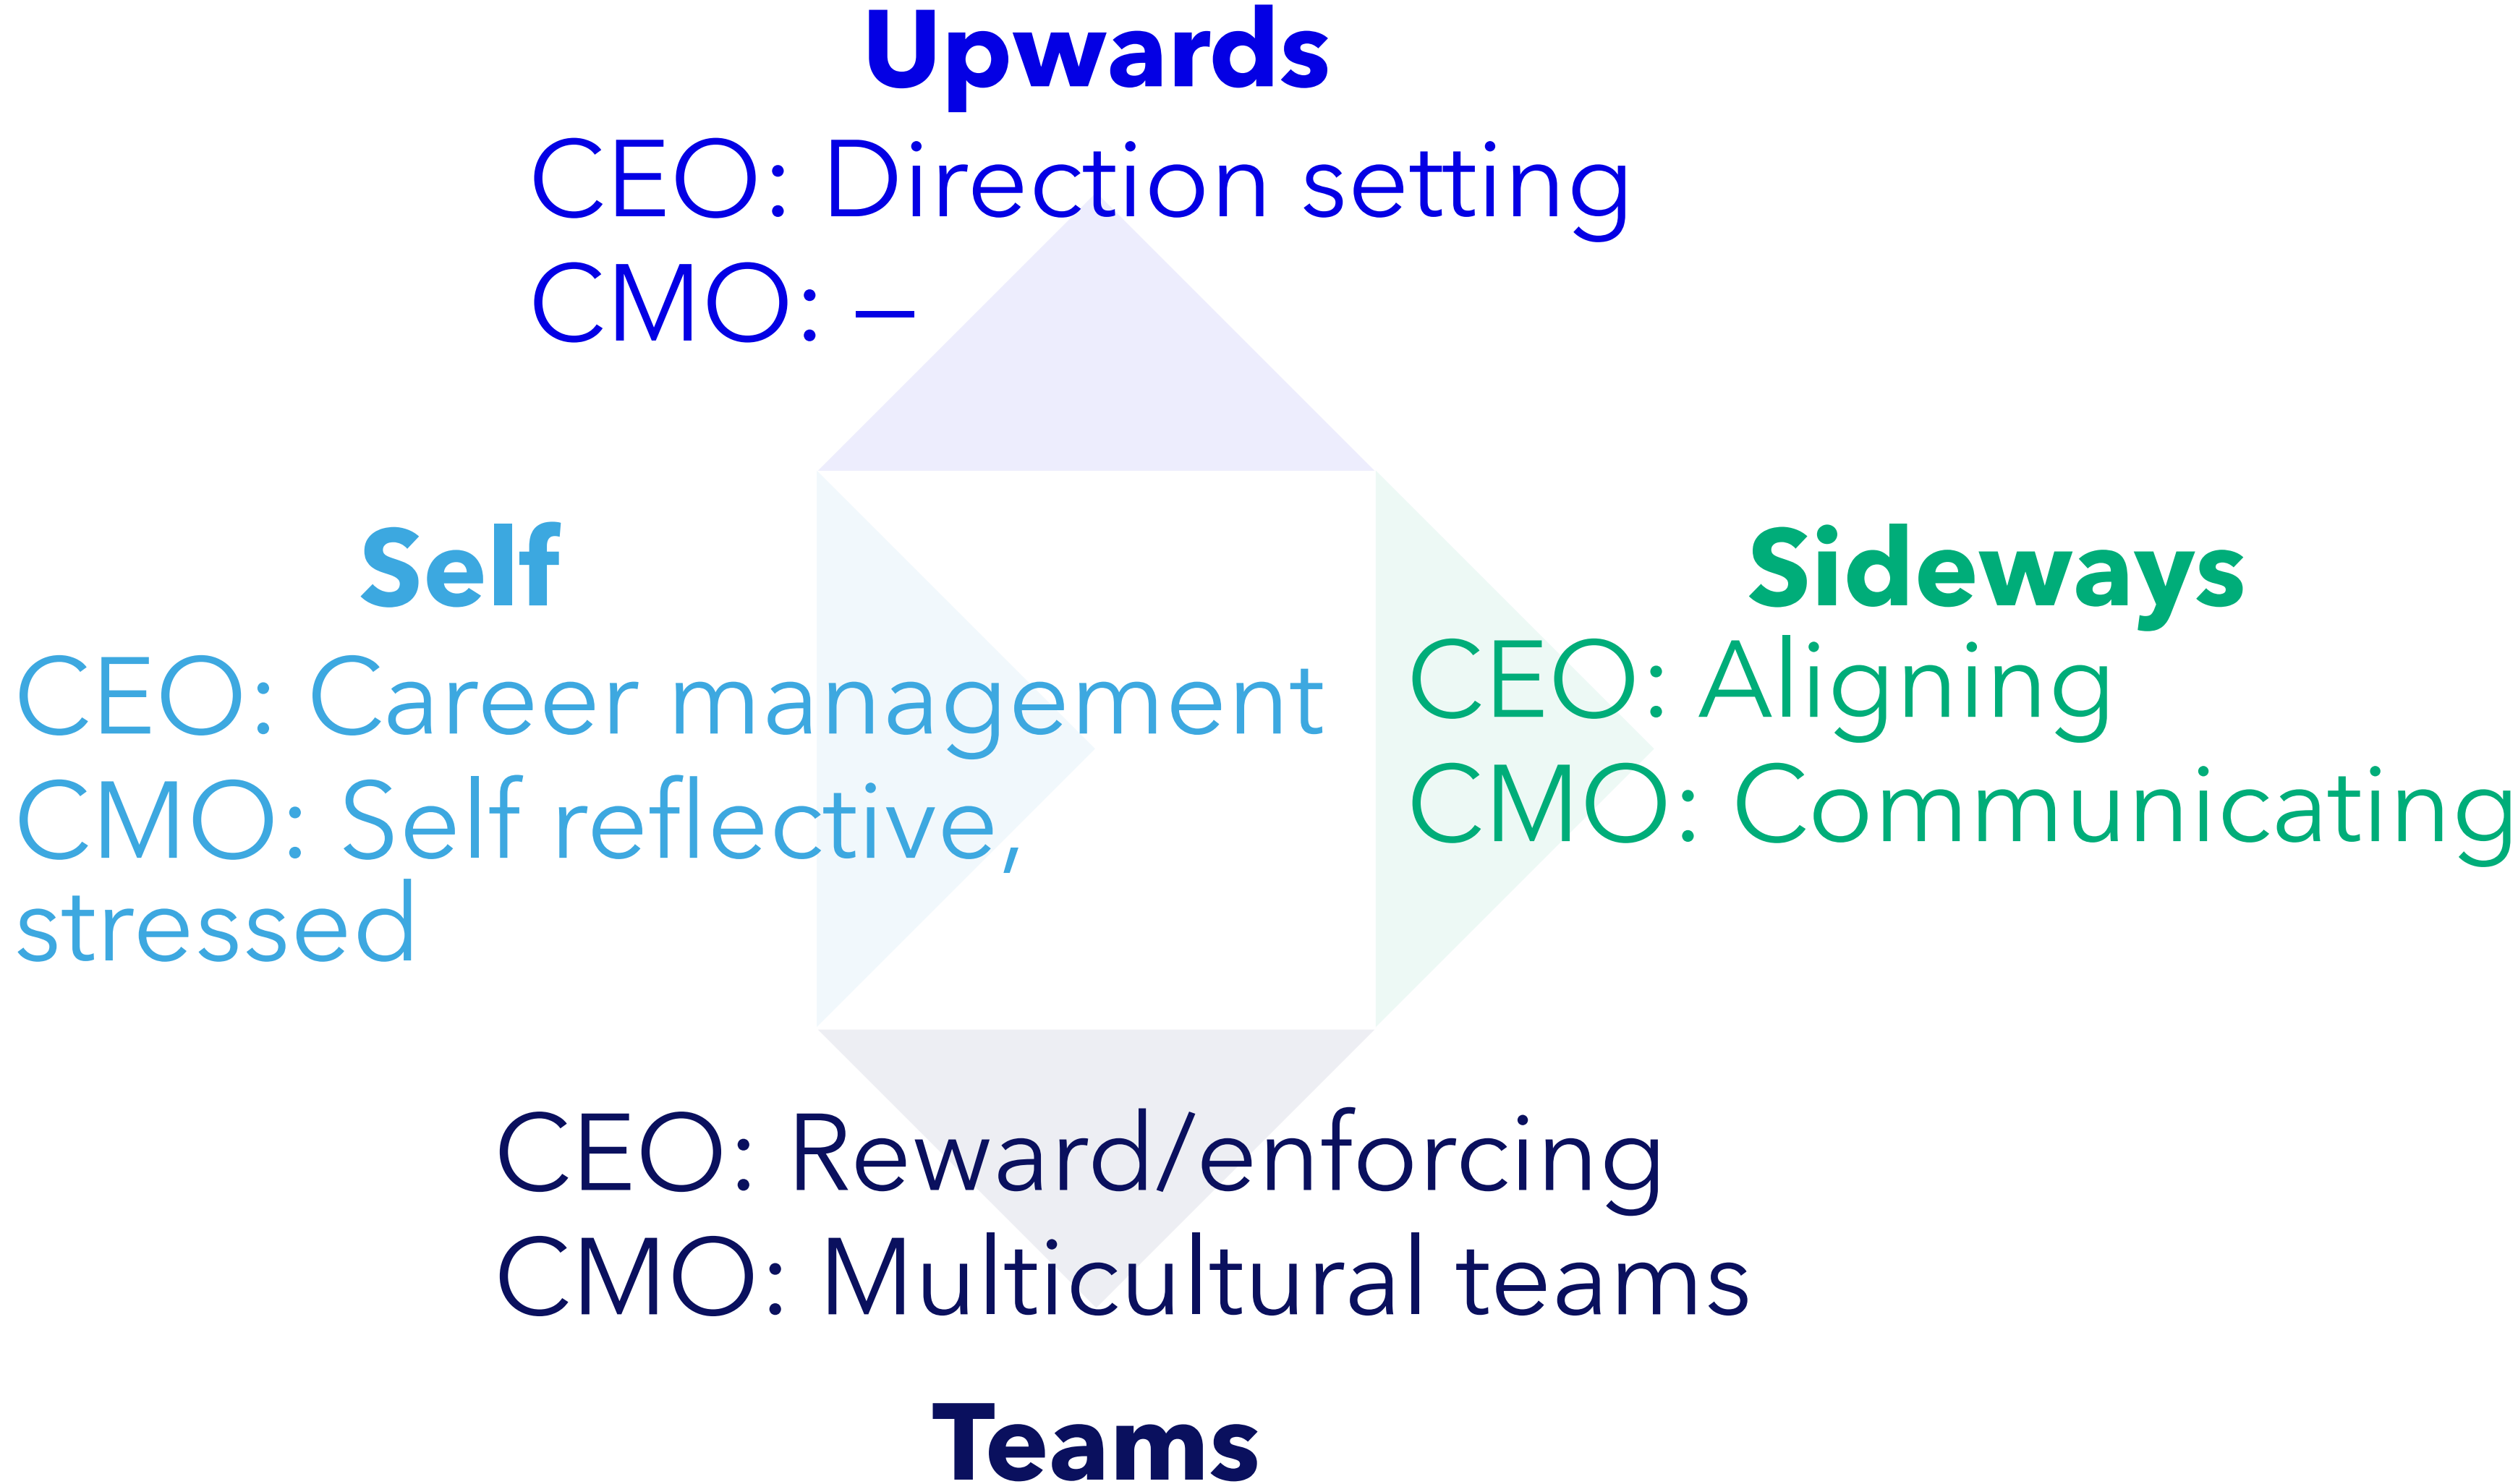 Upwards
CEO: Direction setting
CMO: –
Self
CEO: Career management
CMO: Self reflective,
stressed
Sideways
CEO: Aligning
CMO: Communicating
CEO: Reward/enforcing
CMO: Multicultural teams
Teams